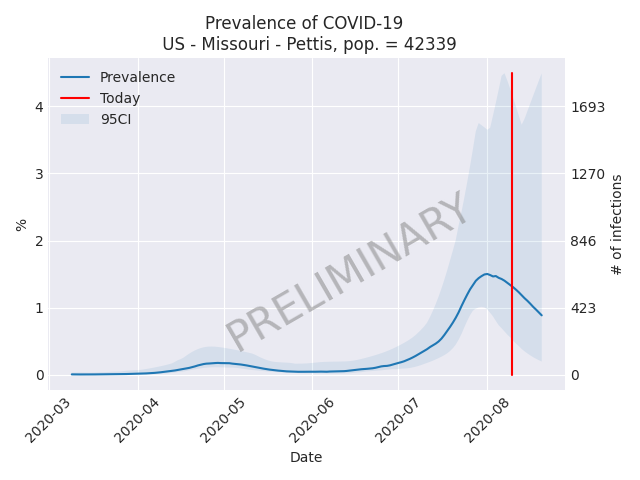 Prevalence of COVID-19
US - Missouri - Pettis, pop. = 42339
Prevalence
Today
95CI
PRELIMINARY
%
4
3
2
1
0
1693
1270
846
423
0
# of infections
2020-03
2020-04
2020-05
2020-06
2020-07
2020-08
Date